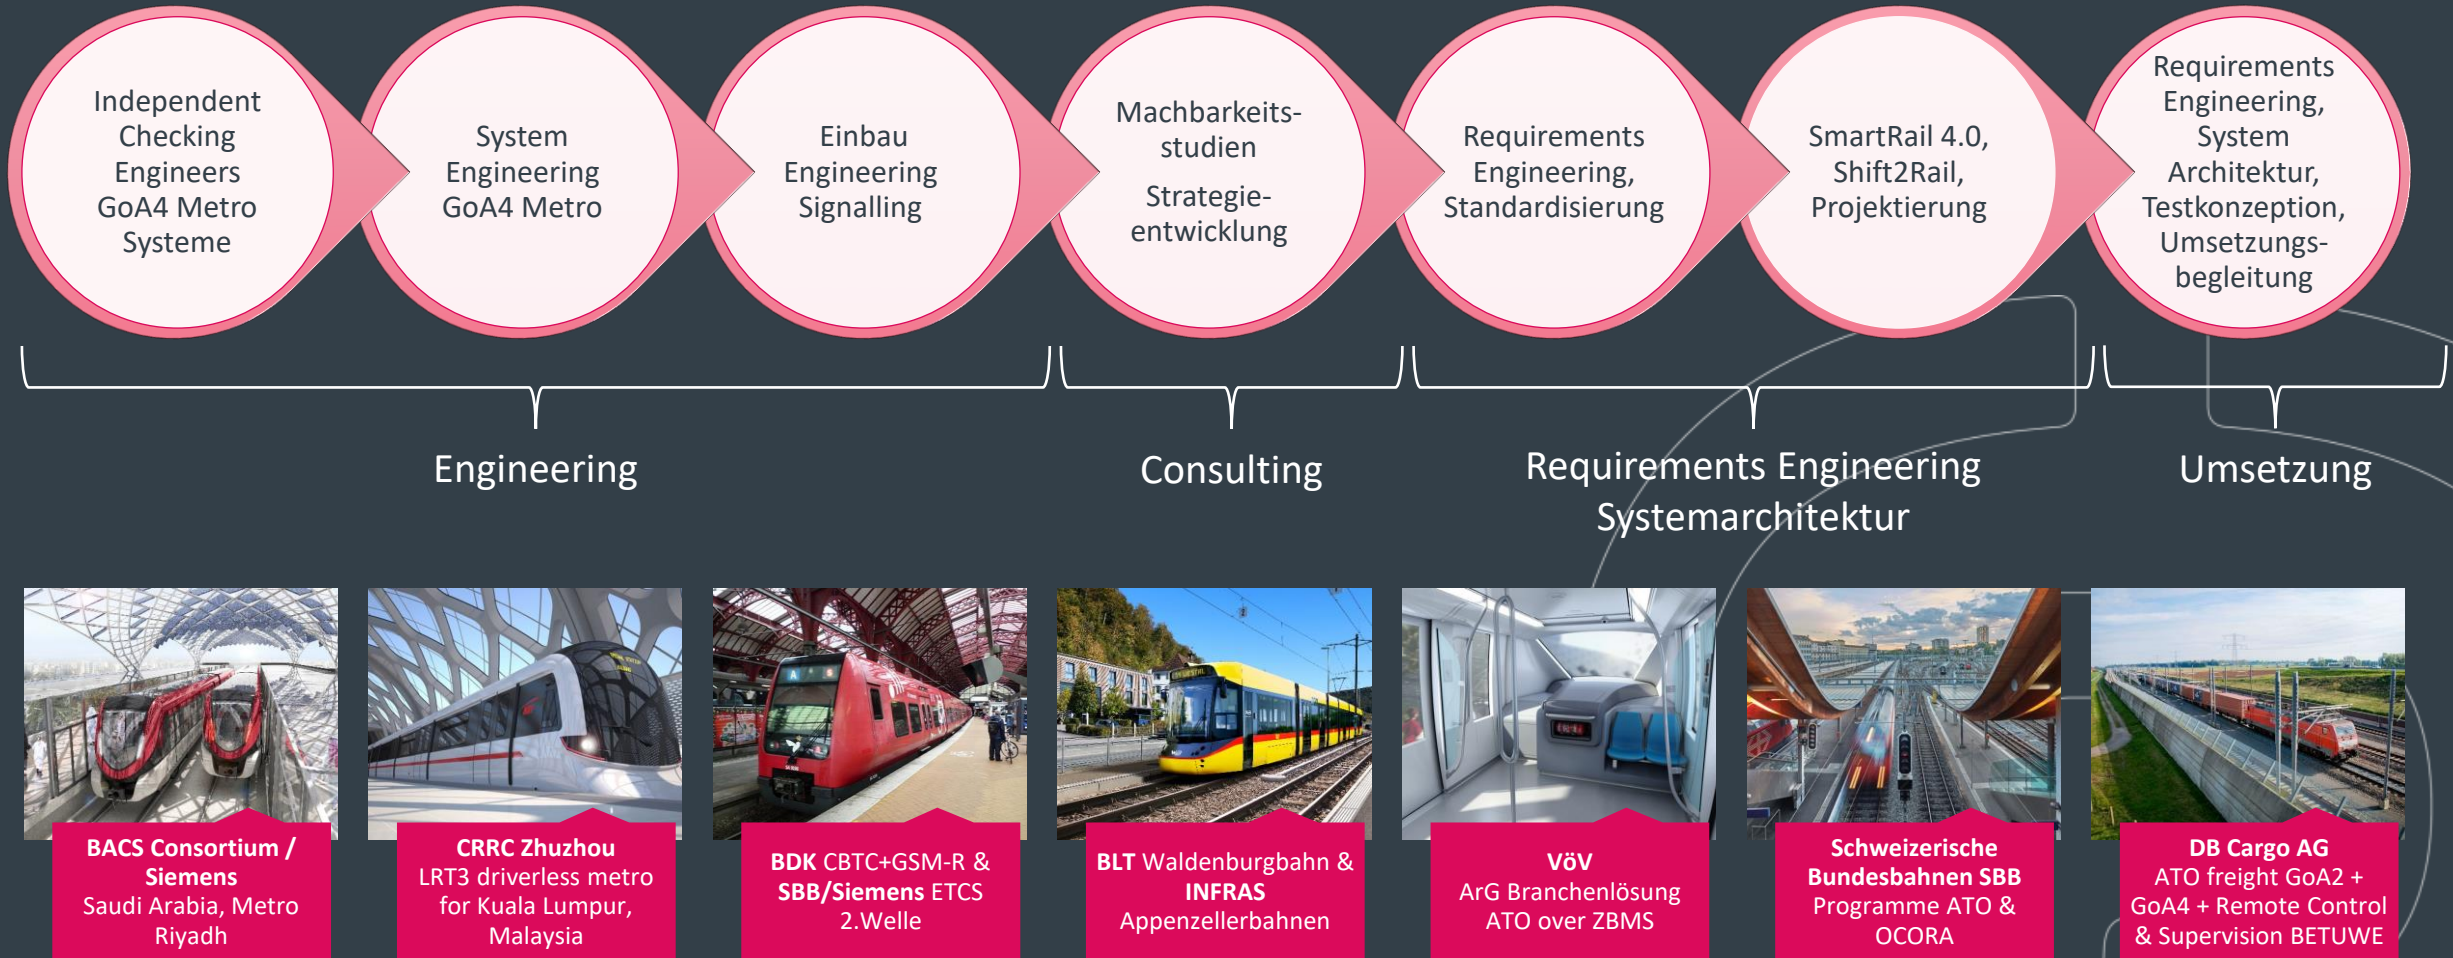 Independent
Checking
Engineers
GoA4 Metro
Systeme
System
Engineering
GoA4 Metro
Einbau
Engineering
Signalling
Machbarkeits-
studien
Strategie-
entwicklung
Requirements
Engineering,
Standardisierung
SmartRail 4.0,
Shift2Rail,
Projektierung
Requirements
Engineering,
System
Architektur,
Testkonzeption,
Umsetzungs-
begleitung
Engineering
Consulting
Requirements Engineering
Systemarchitektur
Umsetzung
BACS Consortium /
Siemens
Saudi Arabia, Metro
Riyadh
CRRC Zhuzhou
LRT3 driverless metro
for Kuala Lumpur,
Malaysia
A
BDK CBTC+GSM-R &
SBB/Siemens ETCS
2.Welle
BLT Waldenburgbahn &
INFRAS
Appenzellerbahnen
VöV
ArG Branchenlösung
ATO over ZBMS
Schweizerische
Bundesbahnen SBB
Programme ATO &
OCORA
DB Cargo AG
ATO freight GoA2 +
GoA4 + Remote Control
& Supervision BETUWE